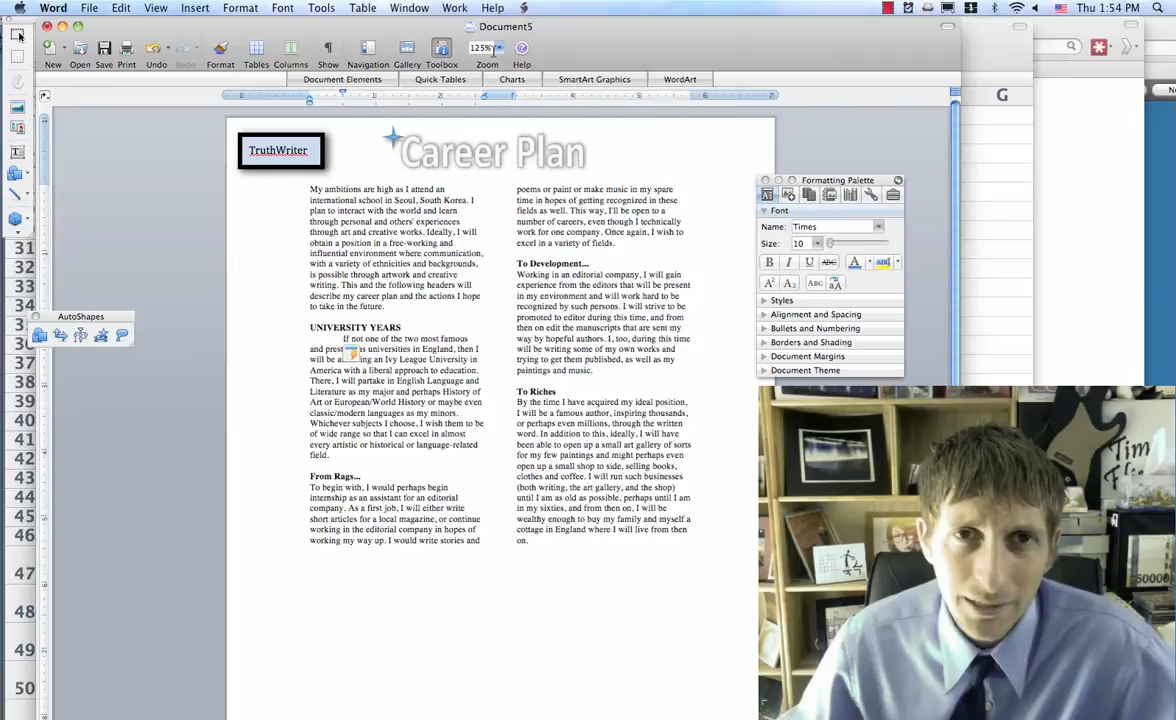 Word File Edit View Insert Format Font Tools Table Window Work Help
Thu 1:54 PM
Document5
125%
New Open Save Print Undo Redo Format Tables Columns Show Navigation Gallery Toolbox Zoom Help
Document Elements Quick Tables Charts SmartArt Graphics WordArt
TruthWriter
Career Plan
My ambitions are high as I attend an
international school in Seoul, South Korea. I
plan to interact with the world and learn
through personal and others' experiences
through art and creative works. Ideally, I will
obtain a position in a free-working and
influential environment where communication,
with a variety of ethnicities and backgrounds,
is possible through artwork and creative
writing. This and the following headers will
describe my career plan and the actions I hope
to take in the future.
UNIVERSITY YEARS
If not one of the two most famous
and prest us universities in England, then I
will be a ing an Ivy League University in
America with a liberal approach to education.
There, I will partake in English Language and
Literature as my major and perhaps History of
Art or European/World History or maybe even
classic/modern languages as my minors.
Whichever subjects I choose, I wish them to be
of wide range so that I can excel in almost
every artistic or historical or language-related
field.
From Rags...
To begin with, I would perhaps begin
internship as an assistant for an editorial
company. As a first job, I will either write
short articles for a local magazine, or continue
working in the editorial company in hopes of
working my way up. I would write stories and
poems or paint or make music in my spare
time in hopes of getting recognized in these
fields as well. This way, I'll be open to a
number of careers, even though I technically
work for one company. Once again, I wish to
excel in a variety of fields.
To Development...
Working in an editorial company, I will gain
experience from the editors that will be present
in my environment and will work hard to be
recognized by such persons. I will strive to be
promoted to editor during this time, and from
then on edit the manuscripts that are sent my
way by hopeful authors. I, too, during this time
will be writing some of my own works and
trying to get them published, as well as my
paintings and music.
To Riches
By the time I have acquired my ideal position,
I will be a famous author, inspiring thousands,
or perhaps even millions, through the written
word. In addition to this, ideally, I will have
been able to open up a small art gallery of sorts
for my few paintings and might perhaps even
open up a small shop to side, selling books,
clothes and coffee. I will run such businesses
(both writing, the art gallery, and the shop)
until I am as old as possible, perhaps until I am
in my sixties, and from then on, I will be
wealthy enough to buy my family and myself a
cottage in England where I will live from then
on.
AutoShapes
31
32
33
34
37
38
39
40
41
42
43
44
45
46
47
48
49
50
G
Formatting Palette
Font
Name: Times
Size: 10
B I U ABC A ABC
A² A₂ ABC aA
Styles
Alignment and Spacing
Bullets and Numbering
Borders and Shading
Document Margins
Document Theme
Tim
50000